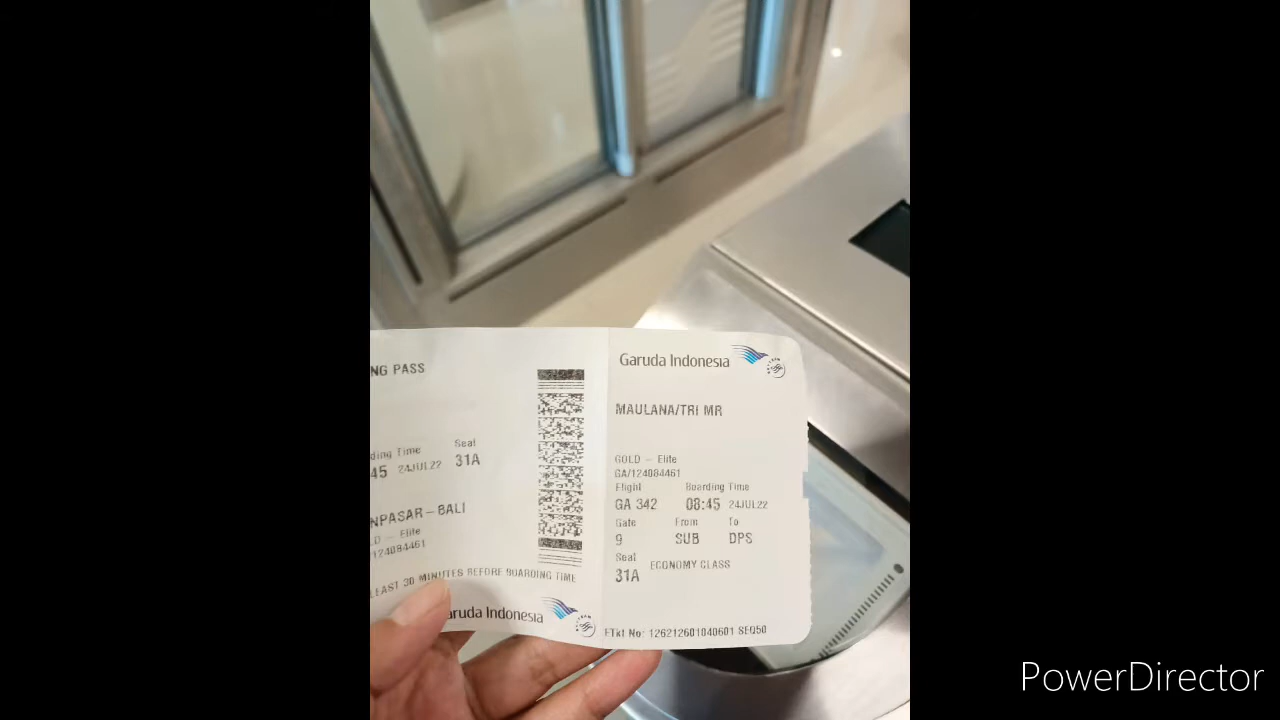 NG PASS
ding Time Seat
45 24JUL22 31A
NPASAR-BALI
LD - Elite
124084461
LEAST 30 MINUTES BEFORE BOARDING TIME
aruda Indonesia
Garuda Indonesia
MAULANA/TRI MR
GOLD - Elite
GA/124084461
Flight Boarding Time
GA 342 08:45 24JUL22
Gate From To
9 SUB DPS
Seat ECONOMY CLASS
31A
ETkt No: 126212601040601 SEQ50
PowerDirector